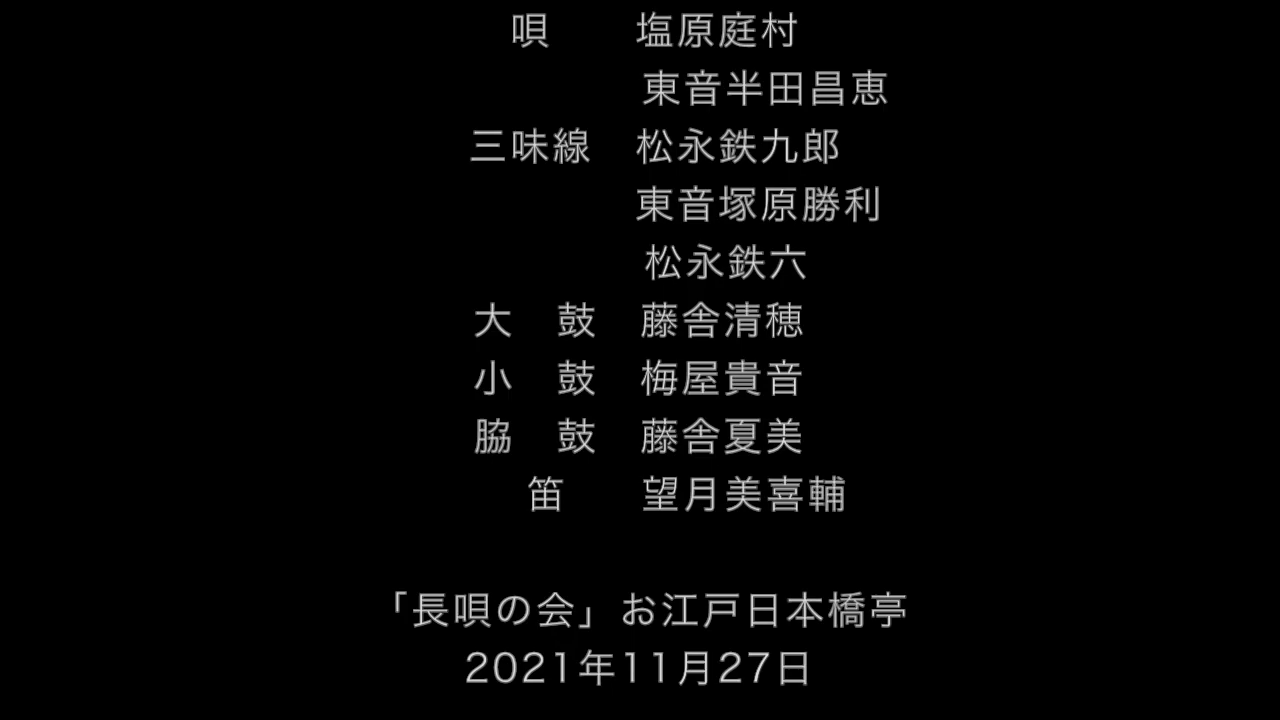 唄　　塩原庭村
東音半田昌恵
三味線　松永鉄九郎
東音塚原勝利
松永鉄六
大　鼓　藤舎清穂
小　鼓　梅屋貴音
脇　鼓　藤舎夏美
笛　　望月美喜輔
「長唄の会」お江戸日本橋亭
2021年11月27日